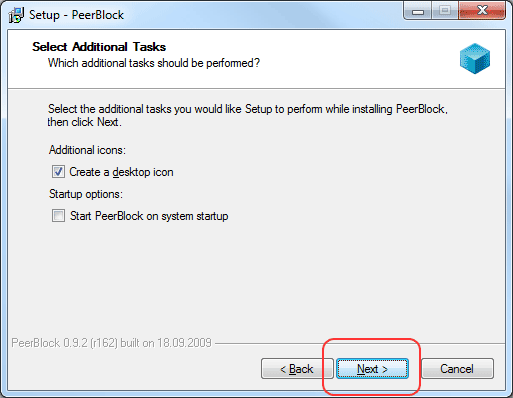 Setup - PeerBlock
Select Additional Tasks
Which additional tasks should be performed?
Select the additional tasks you would like Setup to perform while installing PeerBlock,
then click Next.
Additional icons:
Create a desktop icon
Startup options:
Start PeerBlock on system startup
PeerBlock 0.9.2 (r162) built on 18.09.2009
< Back Next > Cancel